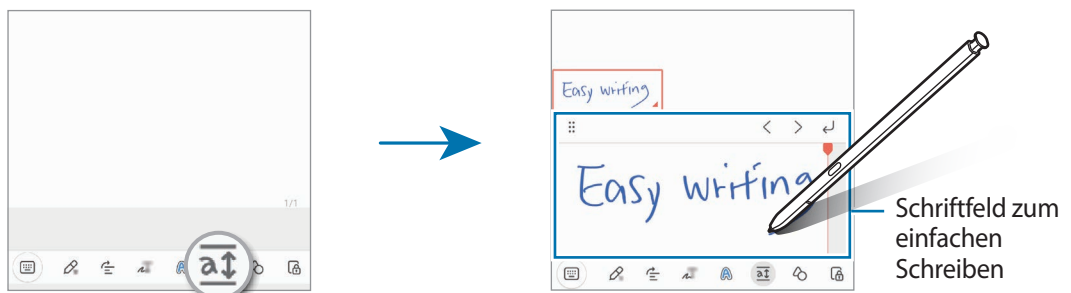 1/1
a
Easy writing
Easy writing
Schriftfeld zum
einfachen
Schreiben